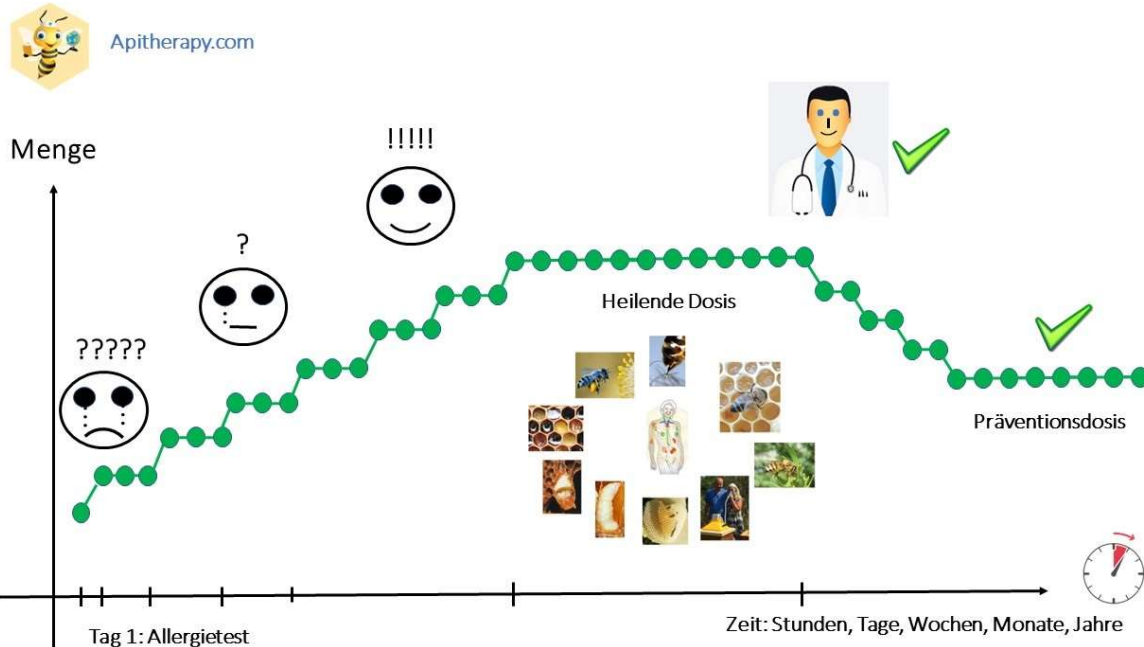 Apitherapy.com
Menge
!!!!!
?
?????
Heilende Dosis
Präventionsdosis
Tag 1: Allergietest
Zeit: Stunden, Tage, Wochen, Monate, Jahre